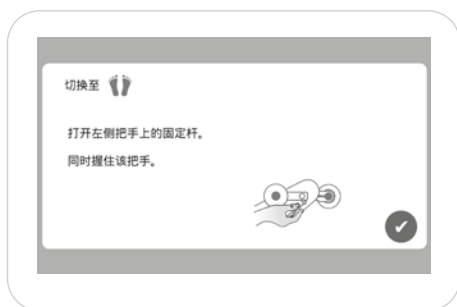 切换至
打开左侧把手上的固定杆。
同时握住该把手。